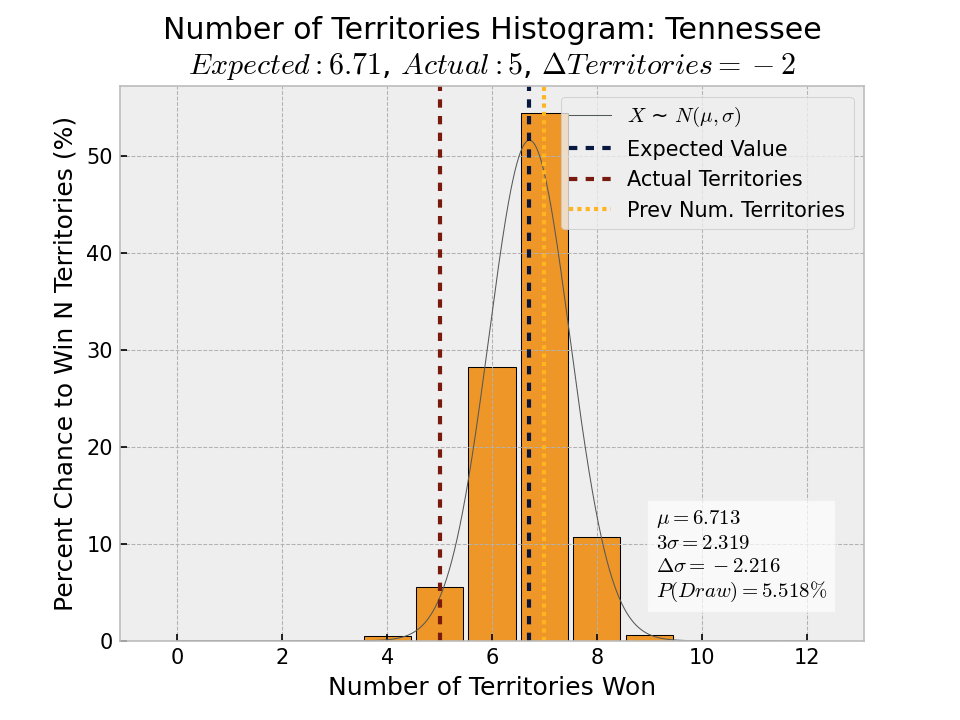 Number of Territories Histogram: Tennessee
Expected: 6.71, Actual: 5, ΔTerritories = −2
Percent Chance to Win N Territories (%)
50
40
30
20
10
0
X ~ N(μ, σ)
Expected Value
Actual Territories
Prev Num. Territories
μ = 6.713
3σ = 2.319
Δσ = −2.216
P(Draw) = 5.518%
0 2 4 6 8 10 12
Number of Territories Won